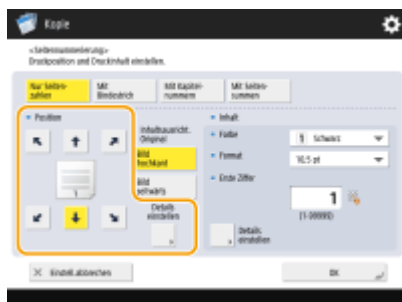 Kopie
<Seitennummerierung>
Druckposition und Druckinhalt einstellen.
Nur Seiten-
zahlen
Mit
Bindestrich
Mit Kapitel-
nummern
Mit Seiten-
summen
Position
Inhaltsausricht.
Original
Bild
hochkant
Bild
seitwärts
Details
einstellen
Inhalt:
Farbe
1 Schwarz
Format
10.5 pt
Erste Ziffer
1
(1-99999)
Details
einstellen
Einstell.abbrechen
OK